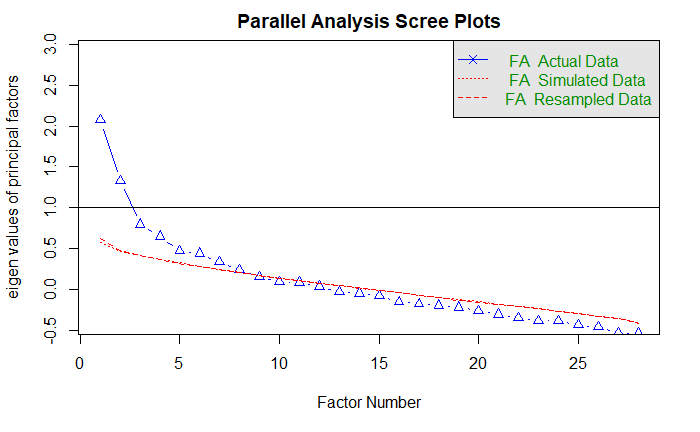 Parallel Analysis Scree Plots
eigen values of principal factors
3.0
2.5
2.0
1.5
1.0
0.5
0.0
-0.5
FA Actual Data
FA Simulated Data
FA Resampled Data
0 5 10 15 20 25
Factor Number